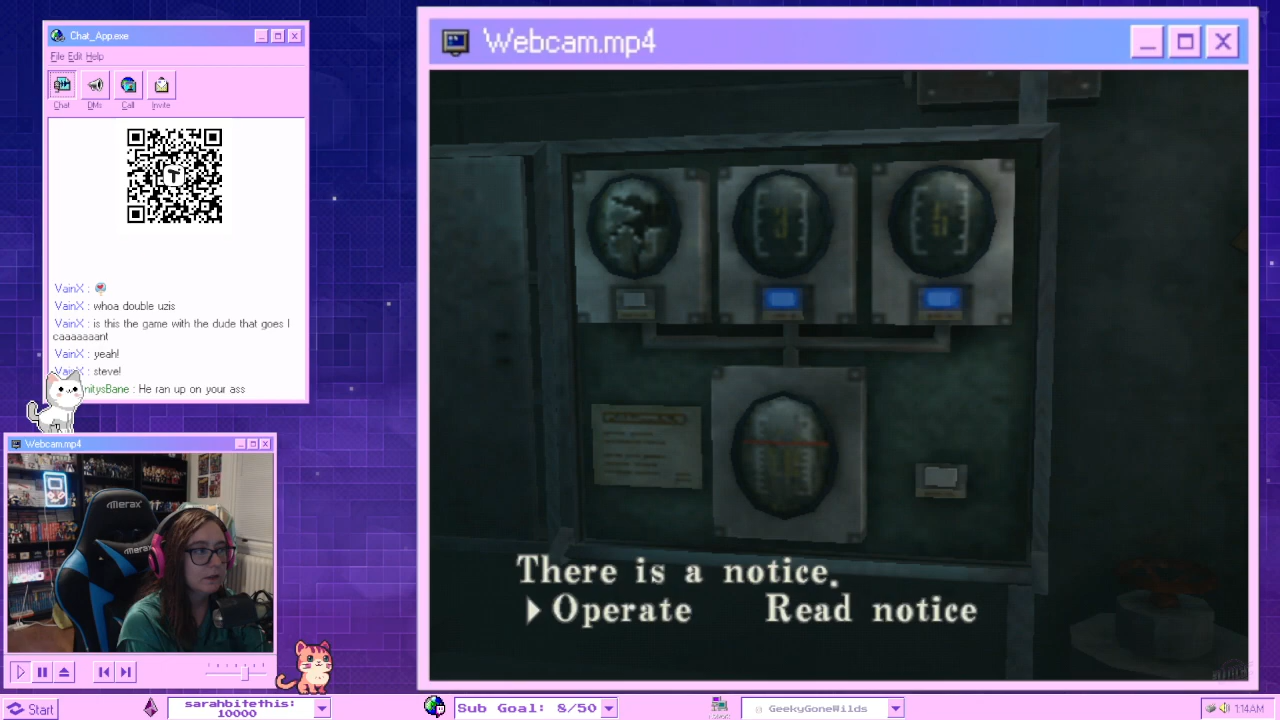 Chat_App.exe
File Edit Help
Chat
DMs
Call
Invite
VainX :
VainX : whoa double uzis
VainX : is this the game with the dude that goes I
caaaaaaant
VainX : yeah!
VainX : steve!
nitysBane : He ran up on your ass
Webcam.mp4
There is a notice.
Operate Read notice
Webcam.mp4
merax
Start
sarahbitethis:
10000
Sub Goal: 8/50
@ GeekyGoneWilds
1:14AM